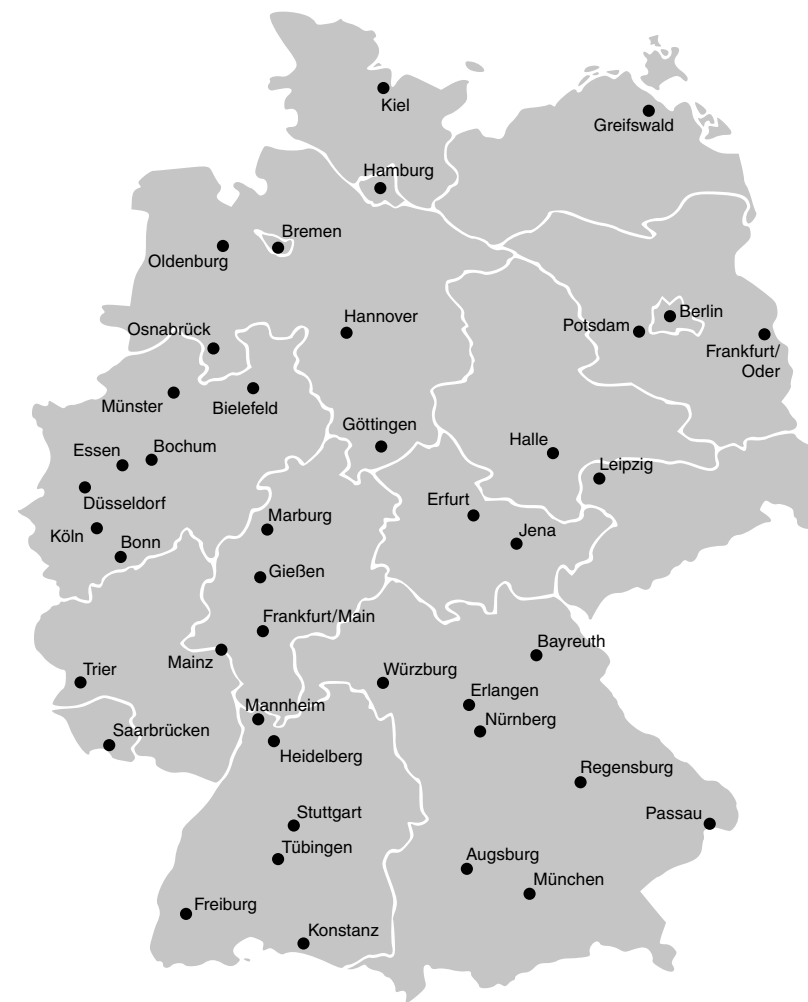 Kiel
Greifswald
Hamburg
Bremen
Oldenburg
Hannover
Berlin
Potsdam
Osnabrück
Frankfurt/
Oder
Münster
Bielefeld
Göttingen
Essen
Bochum
Halle
Leipzig
Düsseldorf
Erfurt
Marburg
Jena
Köln
Bonn
Gießen
Frankfurt/Main
Bayreuth
Mainz
Trier
Würzburg
Erlangen
Mannheim
Saarbrücken
Nürnberg
Heidelberg
Regensburg
Stuttgart
Passau
Tübingen
Augsburg
München
Freiburg
Konstanz